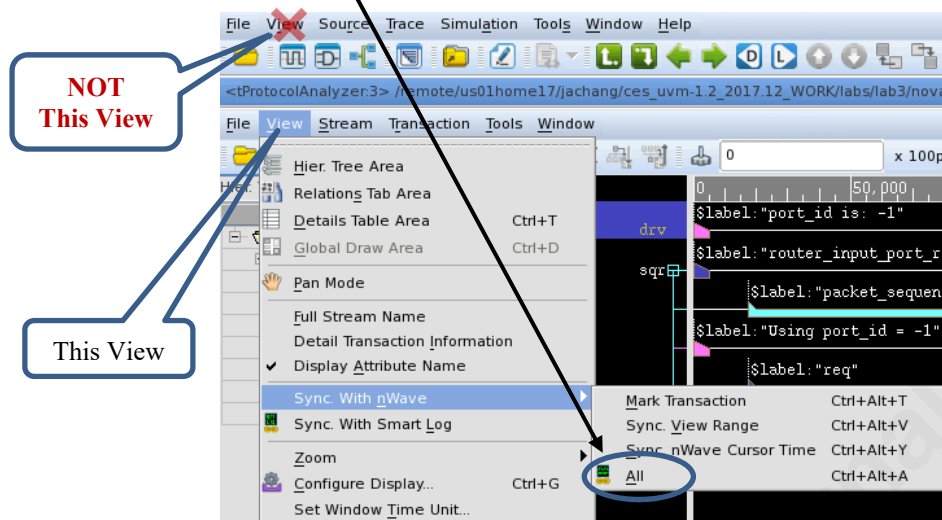 File View Source Trace Simulation Tools Window Help
NOT
This View
<tProtocolAnalyzer:3> /remote/us01home17/jachang/ces_uvm-1.2_2017.12_WORK/labs/lab3/nova
File View Stream Transaction Tools Window
0 x 100p
Hier.
Hier. Tree Area
Relations Tab Area
Details Table Area Ctrl+T
Global Draw Area Ctrl+D
Pan Mode
Full Stream Name
Detail Transaction Information
Display Attribute Name
Sync. With nWave
Sync. With Smart Log
Zoom
Configure Display... Ctrl+G
Set Window Time Unit...
This View
0 50,000
$label:"port_id is: -1"
drv
$label:"router_input_port_r
sqr
$label:"packet_sequen
$label:"Using port_id = -1"
$label:"req"
Mark Transaction Ctrl+Alt+T
Sync. View Range Ctrl+Alt+V
Sync. nWave Cursor Time Ctrl+Alt+Y
All Ctrl+Alt+A